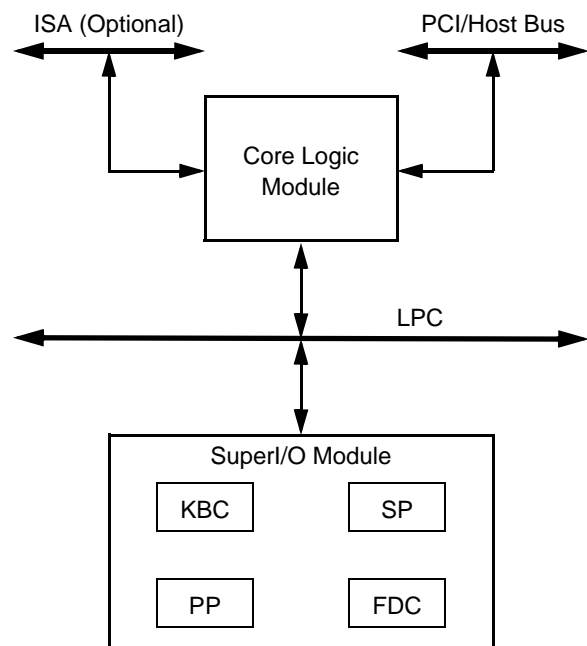 ISA (Optional)
PCI/Host Bus
Core Logic
Module
LPC
SuperI/O Module
KBC
SP
PP
FDC